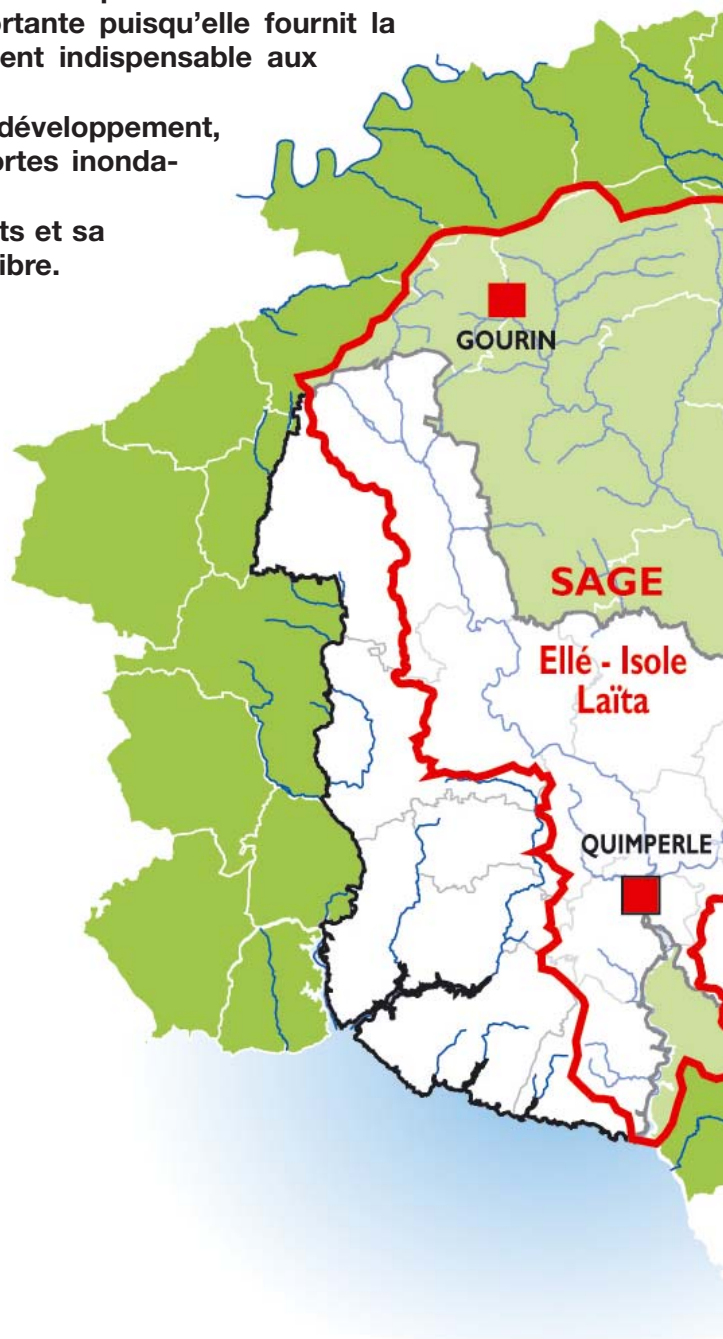 ortante puisqu'elle fournit la
ent indispensable aux
développement,
ortes inonda-
ts et sa
ibre.
GOURIN
SAGE
Ellé - Isole
Laïta
QUIMPERLE